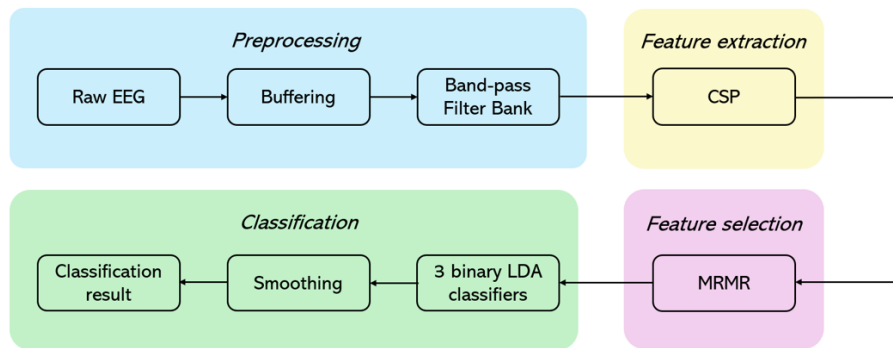 Preprocessing
Raw EEG
Buffering
Band-pass
Filter Bank
Feature extraction
CSP
Classification
Classification
result
Smoothing
3 binary LDA
classifiers
Feature selection
MRMR